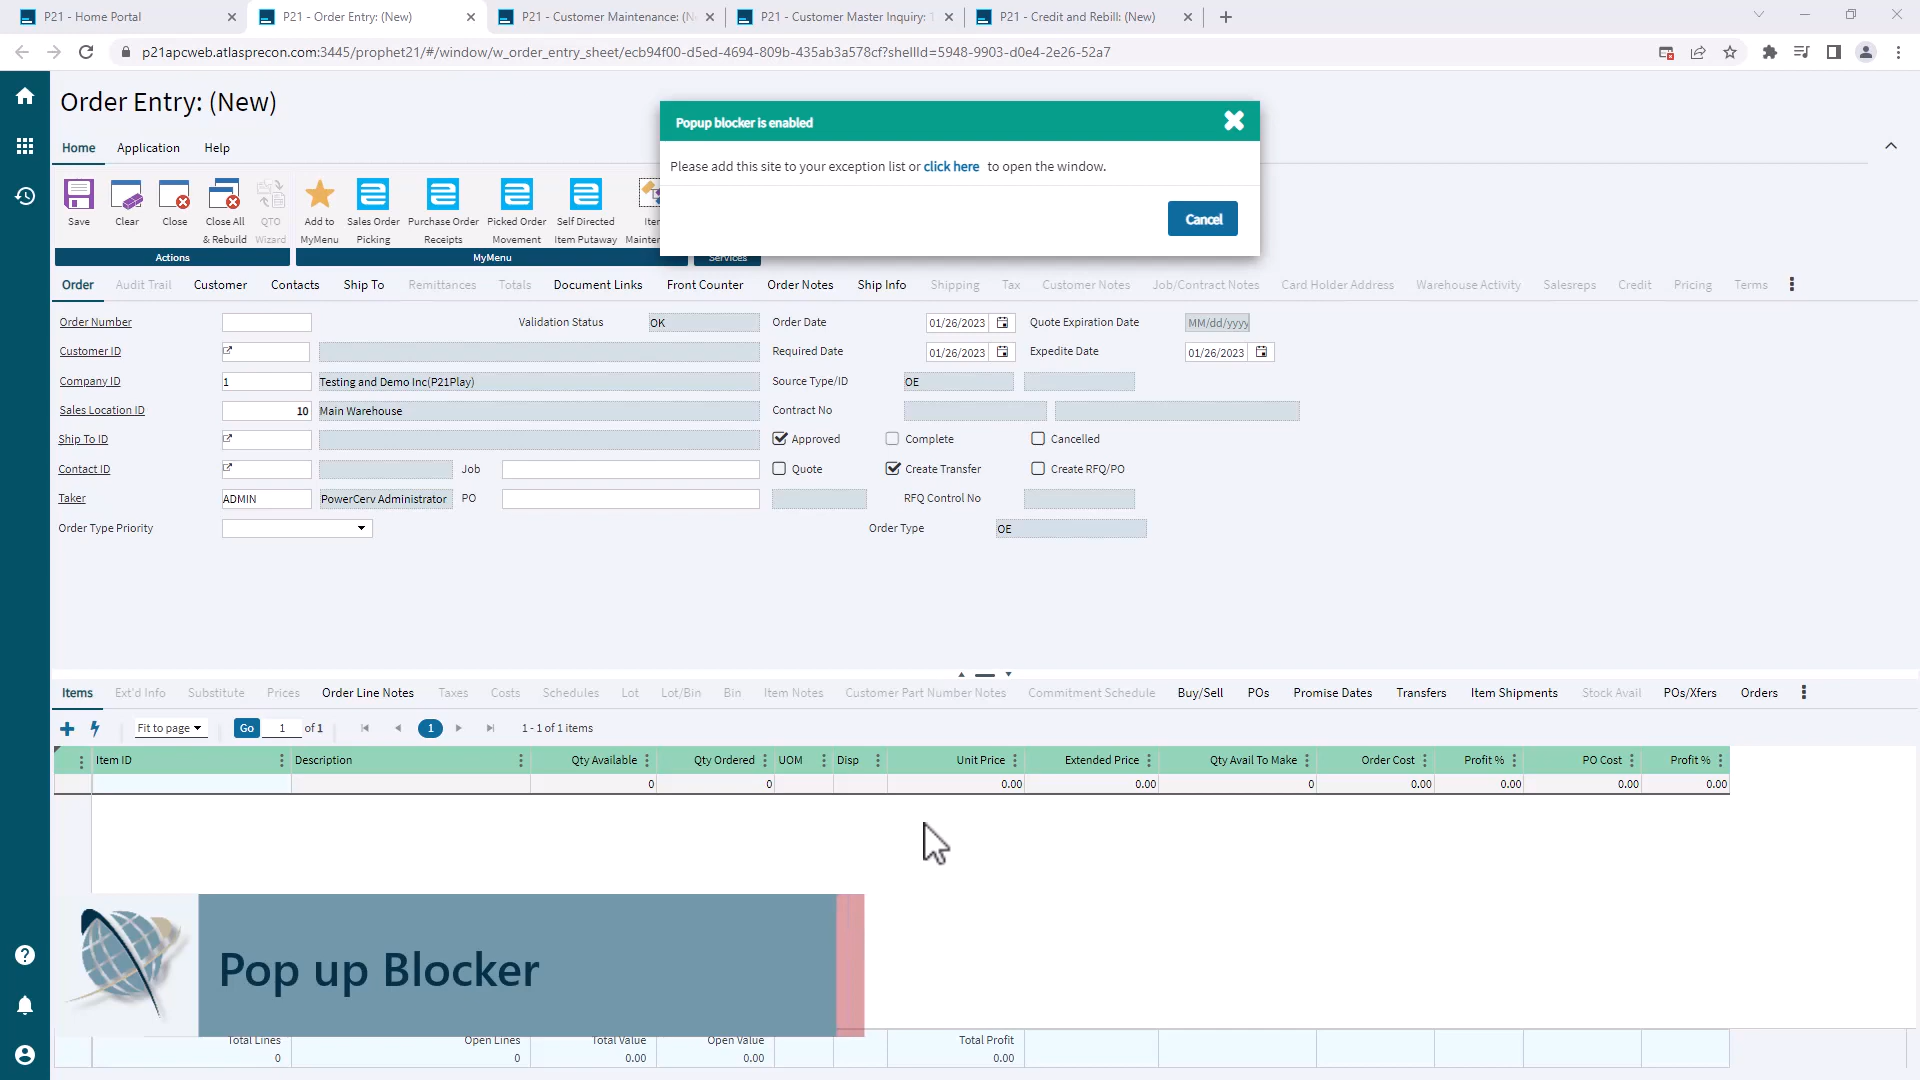 P21 - Home Portal
P21 - Order Entry: (New)
P21 - Customer Maintenance: (N
P21 - Customer Master Inquiry:
P21 - Credit and Rebill: (New)
p21apcweb.atlasprecon.com:3445/prophet21/#/window/w_order_entry_sheet/ecb94f00-d5ed-4694-809b-435ab3a578cf?shellId=5948-9903-d0e4-2e26-52a7
Order Entry: (New)
Popup blocker is enabled
Please add this site to your exception list or click here to open the window.
Cancel
Home Application Help
Save Clear Close Close All & Rebuild QTO Wizard Add to MyMenu Sales Order Picking Purchase Order Receipts Picked Order Movement Self Directed Item Putaway
Actions MyMenu Services
Order Audit Trail Customer Contacts Ship To Remittances Totals Document Links Front Counter Order Notes Ship Info Shipping Tax Customer Notes Job/Contract Notes Card Holder Address Warehouse Activity Salesreps Credit Pricing Terms
Order Number Validation Status OK Order Date 01/26/2023 Quote Expiration Date MM/dd/yyyy
Customer ID Required Date 01/26/2023 Expedite Date 01/26/2023
Company ID 1 Testing and Demo Inc(P21Play) Source Type/ID OE
Sales Location ID 10 Main Warehouse Contract No
Ship To ID Approved Complete Cancelled
Contact ID Job Quote Create Transfer Create RFQ/PO
Taker ADMIN PowerCerv Administrator PO RFQ Control No
Order Type Priority Order Type OE
Items Ext'd Info Substitute Prices Order Line Notes Taxes Costs Schedules Lot Lot/Bin Bin Item Notes Customer Part Number Notes Commitment Schedule Buy/Sell POs Promise Dates Transfers Item Shipments Stock Avail POs/Xfers Orders
Fit to page Go 1 of 1 1 1 - 1 of 1 items
Item ID Description Qty Available Qty Ordered UOM Disp Unit Price Extended Price Qty Avail To Make Order Cost Profit % PO Cost Profit %
0 0 0.00 0.00 0 0.00 0.00 0.00 0.00
Pop up Blocker
Total Lines Open Lines Total Value Open Value Total Profit
0 0 0.00 0.00 0.00